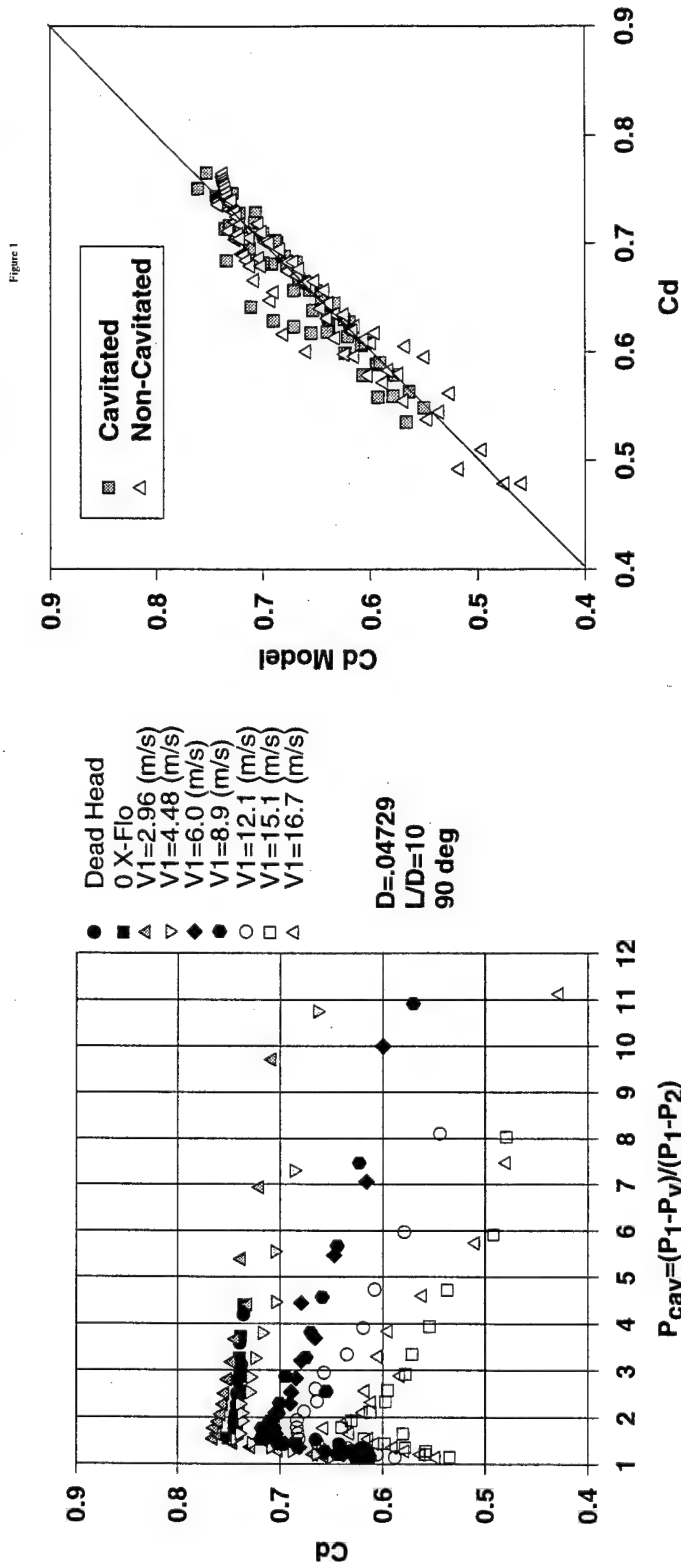 Figure 1
Cd
0.9
0.8
0.7
0.6
0.5
0.4
1 2 3 4 5 6 7 8 9 10 11 12
Pcav=(P1-Pv)/(P1-P2)
Dead Head
0 X-Flo
V1=2.96 (m/s)
V1=4.48 (m/s)
V1=6.0 (m/s)
V1=8.9 (m/s)
V1=12.1 (m/s)
V1=15.1 (m/s)
V1=16.7 (m/s)
D=.04729
L/D=10
90 deg
Cd Model
0.9
0.8
0.7
0.6
0.5
0.4
Cavitated
Non-Cavitated
0.4 0.5 0.6 0.7 0.8 0.9
Cd